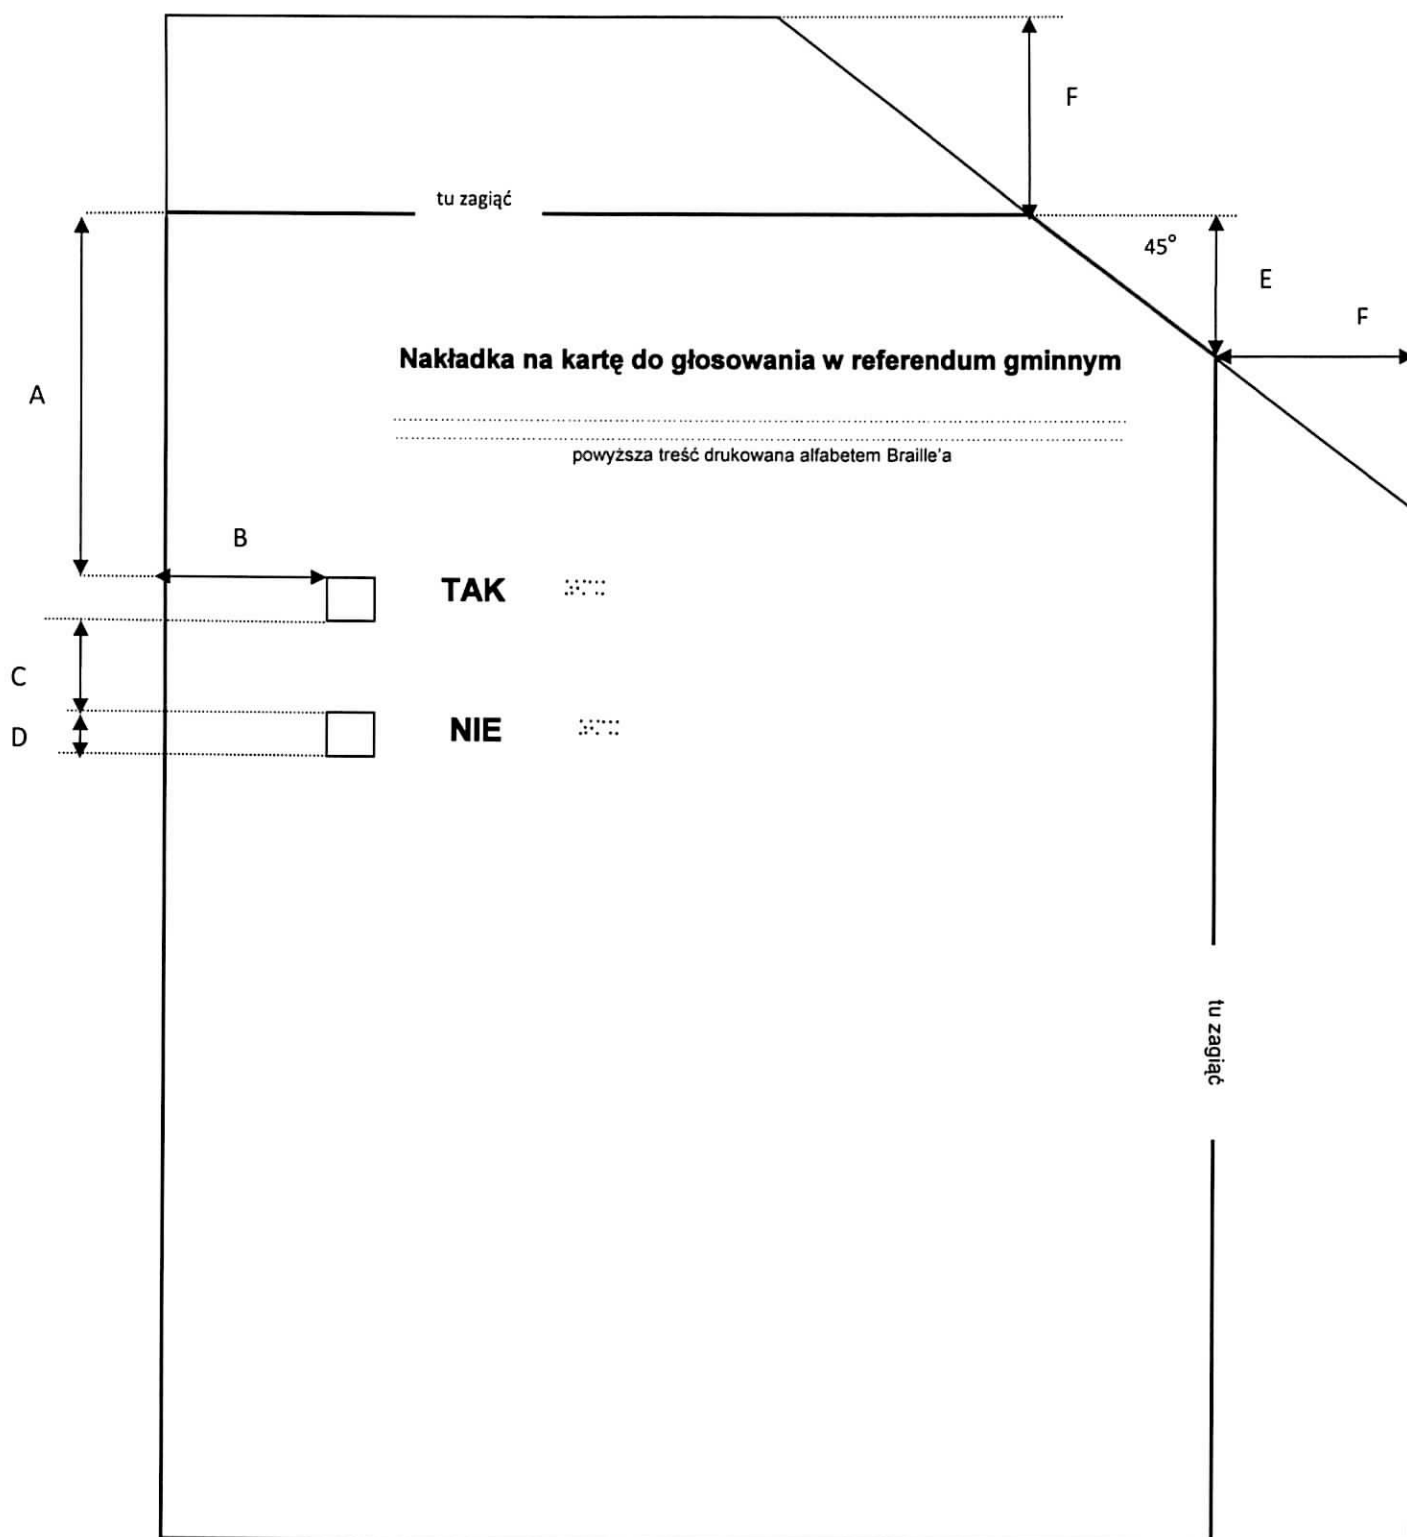 F
tu zagiąć
45°
E
F
Nakładka na kartę do głosowania w referendum gminnym
A
powyższa treść drukowana alfabetem Braille'a
B
TAK
C
NIE
D
tu zagiąć